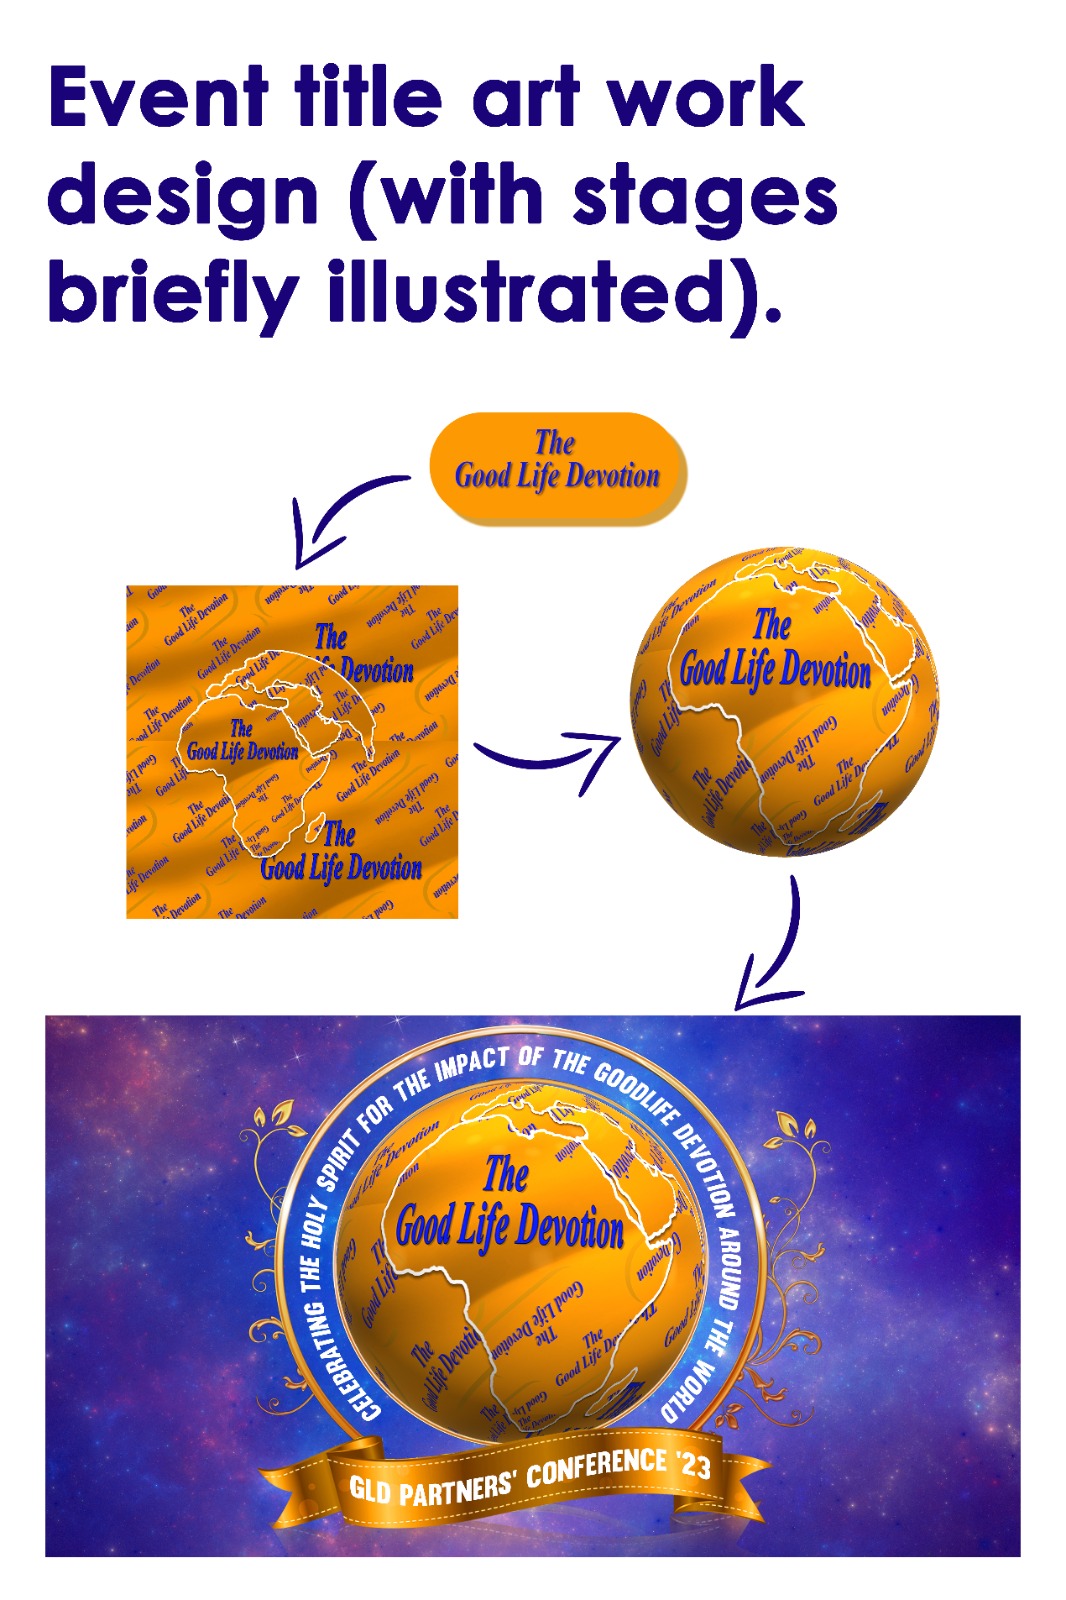 Event title art work
design (with stages
briefly illustrated).
The
Good Life Devotion
The
Devotion
The
Good Life Devotion
The
Good Life Devotion
The
Good Life Devotion
CELEBRATING THE HOLY SPIRIT FOR THE IMPACT OF THE GOODLIFE DEVOTION AROUND THE WORLD
The
Good Life Devotion
GLD PARTNERS' CONFERENCE '23